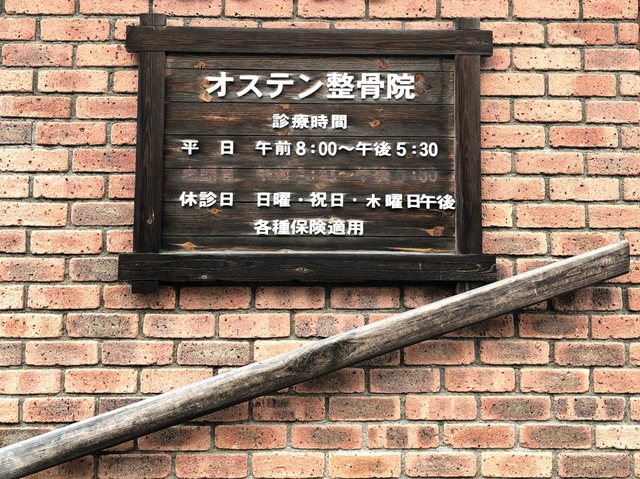 オステン整骨院
診療時間
平 日 午前8:00〜午後5:30
休診日 日曜・祝日・木曜日午後
各種保険適用